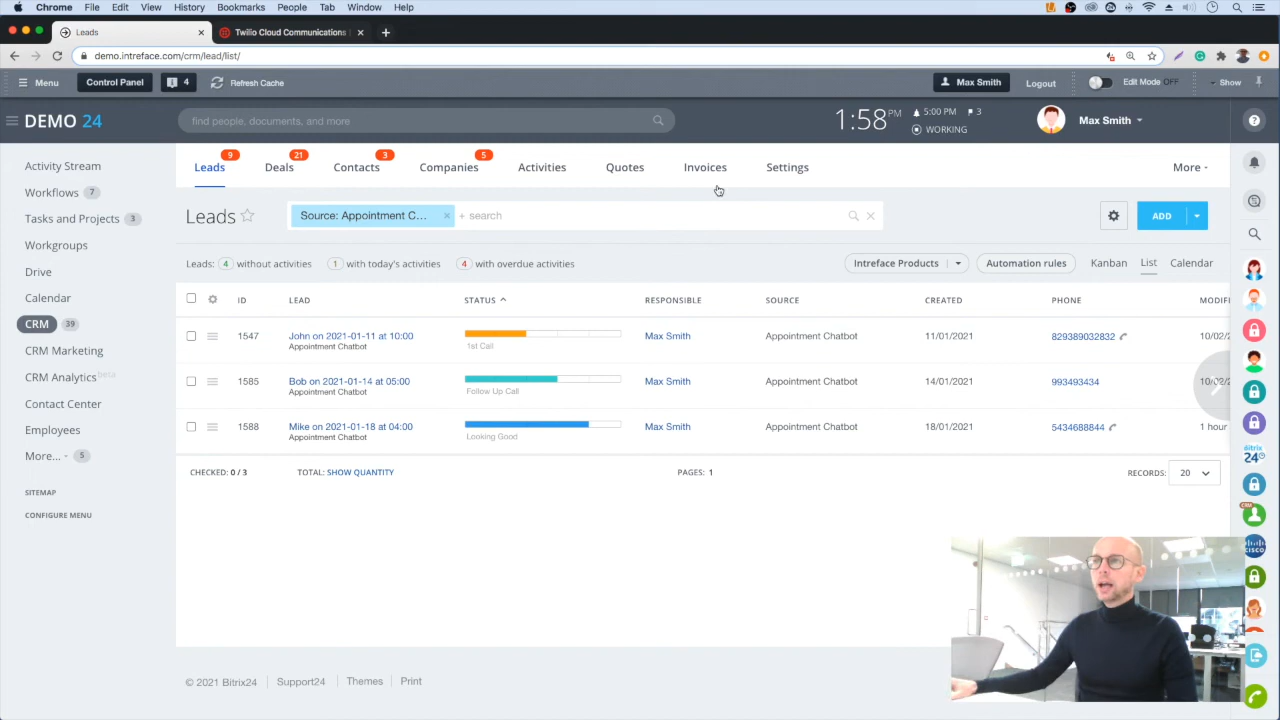 Chrome File Edit View History Bookmarks People Tab Window Help
Leads
Twilio Cloud Communications
demo.intreface.com/crm/lead/list/
Menu Control Panel 4 Refresh Cache Max Smith Logout Edit Mode OFF Show
DEMO 24 find people, documents, and more 1:58 PM 5:00 PM 3 WORKING Max Smith
Activity Stream
Workflows 7
Tasks and Projects 3
Workgroups
Drive
Calendar
CRM 39
CRM Marketing
CRM Analytics beta
Contact Center
Employees
More... 5
SITEMAP
CONFIGURE MENU
Leads 9 Deals 21 Contacts 3 Companies 5 Activities Quotes Invoices Settings More
Leads Source: Appointment C... × + search ADD
Leads: 4 without activities 1 with today's activities 4 with overdue activities Intreface Products Automation rules Kanban List Calendar
ID LEAD STATUS RESPONSIBLE SOURCE CREATED PHONE MODIF
1547 John on 2021-01-11 at 10:00 Max Smith Appointment Chatbot 11/01/2021 829389032832 10/02/
Appointment Chatbot 1st Call
1585 Bob on 2021-01-14 at 05:00 Max Smith Appointment Chatbot 14/01/2021 993493434 10/02/
Appointment Chatbot Follow Up Call
1588 Mike on 2021-01-18 at 04:00 Max Smith Appointment Chatbot 18/01/2021 5434688844 1 hour
Appointment Chatbot Looking Good
CHECKED: 0 / 3 TOTAL: SHOW QUANTITY PAGES: 1 RECORDS: 20
© 2021 Bitrix24 Support24 Themes Print
bitrix
24
CRM
CISCO